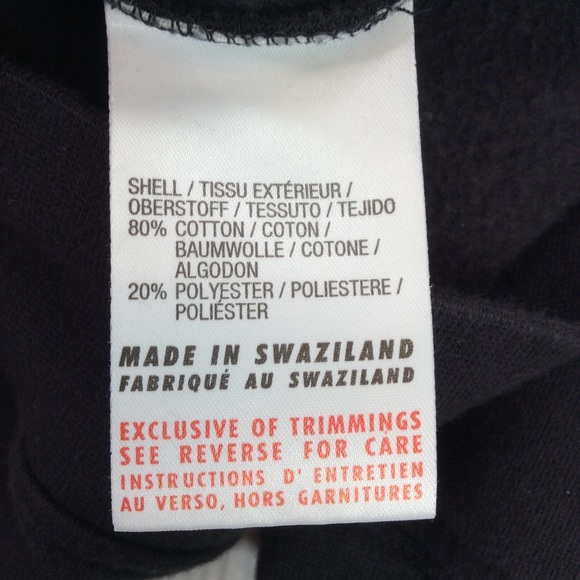 SHELL / TISSU EXTÉRIEUR /
OBERSTOFF / TESSUTO / TEJIDO
80% COTTON / COTON /
BAUMWOLLE / COTONE /
ALGODON
20% POLYESTER / POLIESTERE /
POLIÉSTER
MADE IN SWAZILAND
FABRIQUÉ AU SWAZILAND
EXCLUSIVE OF TRIMMINGS
SEE REVERSE FOR CARE
INSTRUCTIONS D' ENTRETIEN
AU VERSO, HORS GARNITURES